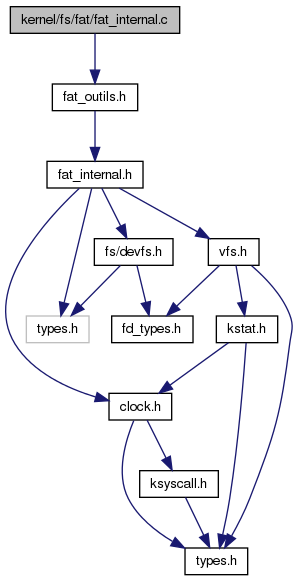 kernel/fs/fat/fat_internal.c
fat_outils.h
fat_internal.h
fs/devfs.h
vfs.h
types.h
fd_types.h
kstat.h
clock.h
ksyscall.h
types.h